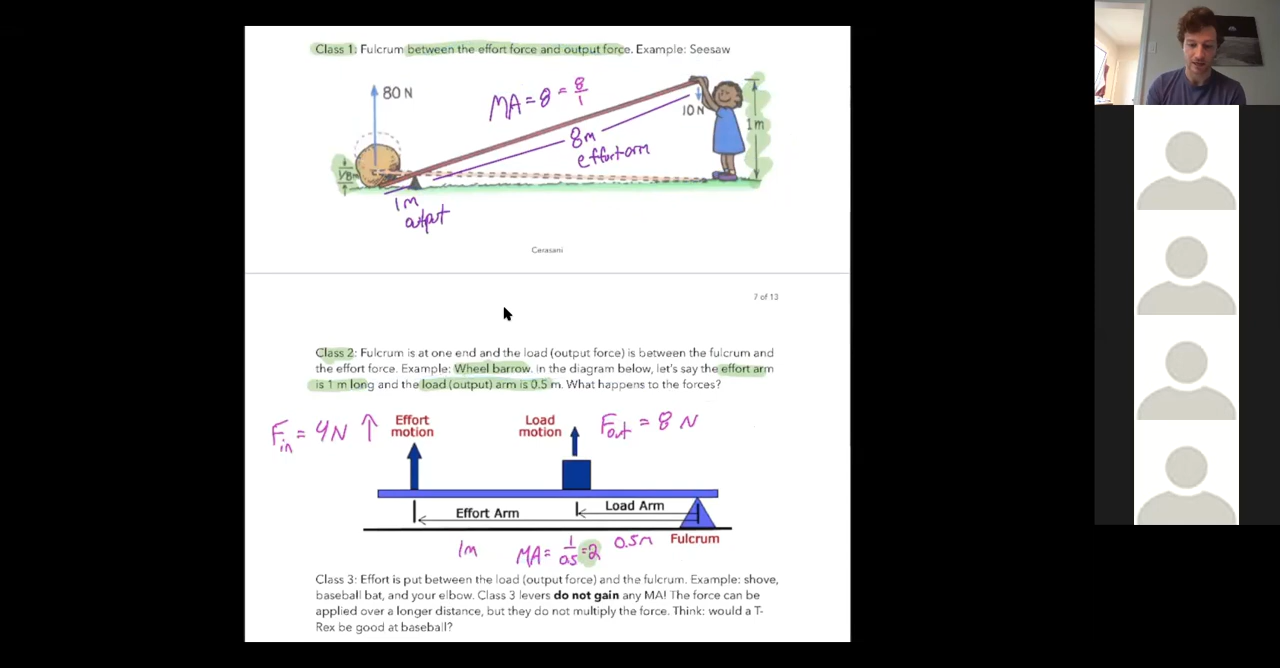 Class 1: Fulcrum between the effort force and output force. Example: Seesaw
80 N
MA = 8 = 8/1
10 N
1 m
8m
effort arm
1/8m
1m
output
Cerasani
7 of 13
Class 2: Fulcrum is at one end and the load (output force) is between the fulcrum and
the effort force. Example: Wheel barrow. In the diagram below, let's say the effort arm
is 1 m long and the load (output) arm is 0.5 m. What happens to the forces?
Fin = 4N ↑
Effort
motion
Load
motion
Fout = 8 N
Effort Arm
Load Arm
1m
MA = 1/0.5 = 2
0.5m
Fulcrum
Class 3: Effort is put between the load (output force) and the fulcrum. Example: shove,
baseball bat, and your elbow. Class 3 levers do not gain any MA! The force can be
applied over a longer distance, but they do not multiply the force. Think: would a T-
Rex be good at baseball?